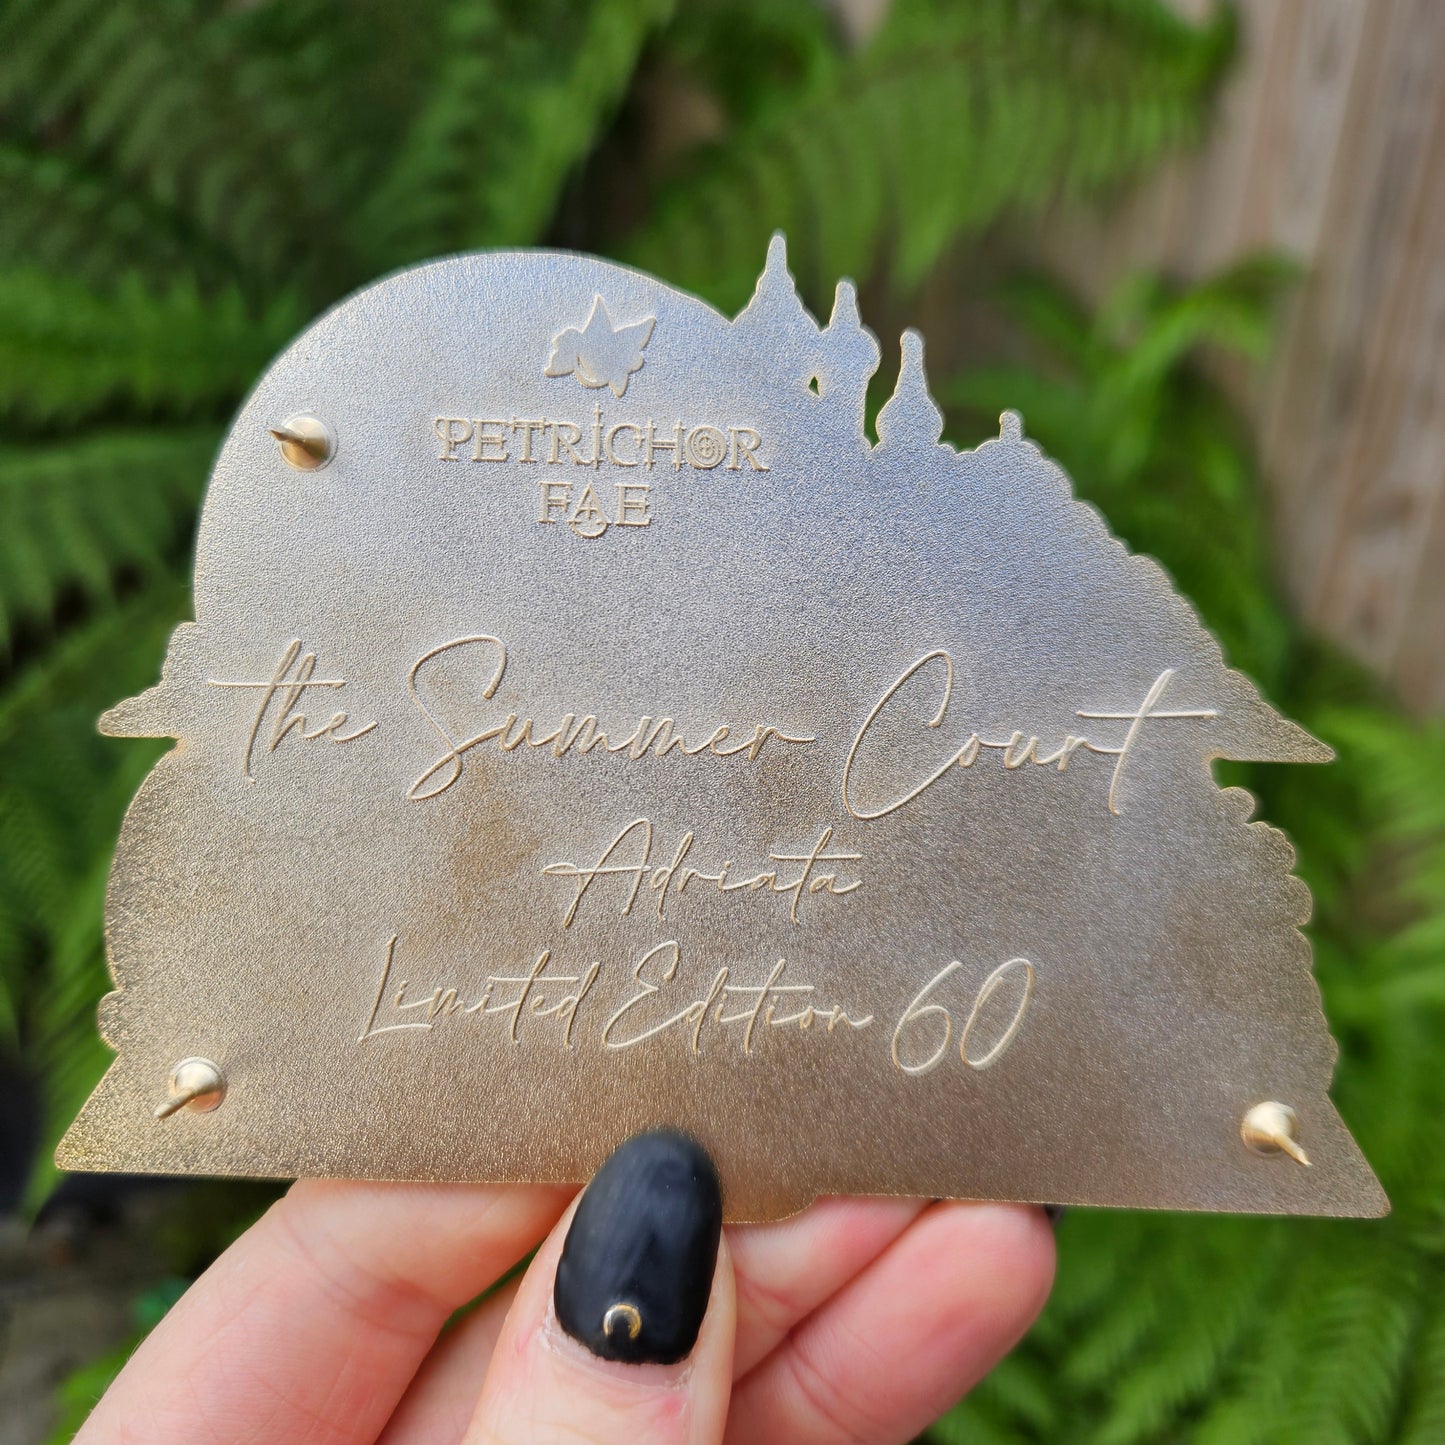 PETRICHOR
FAE
the Summer Court
Adriata
Limited Edition 60